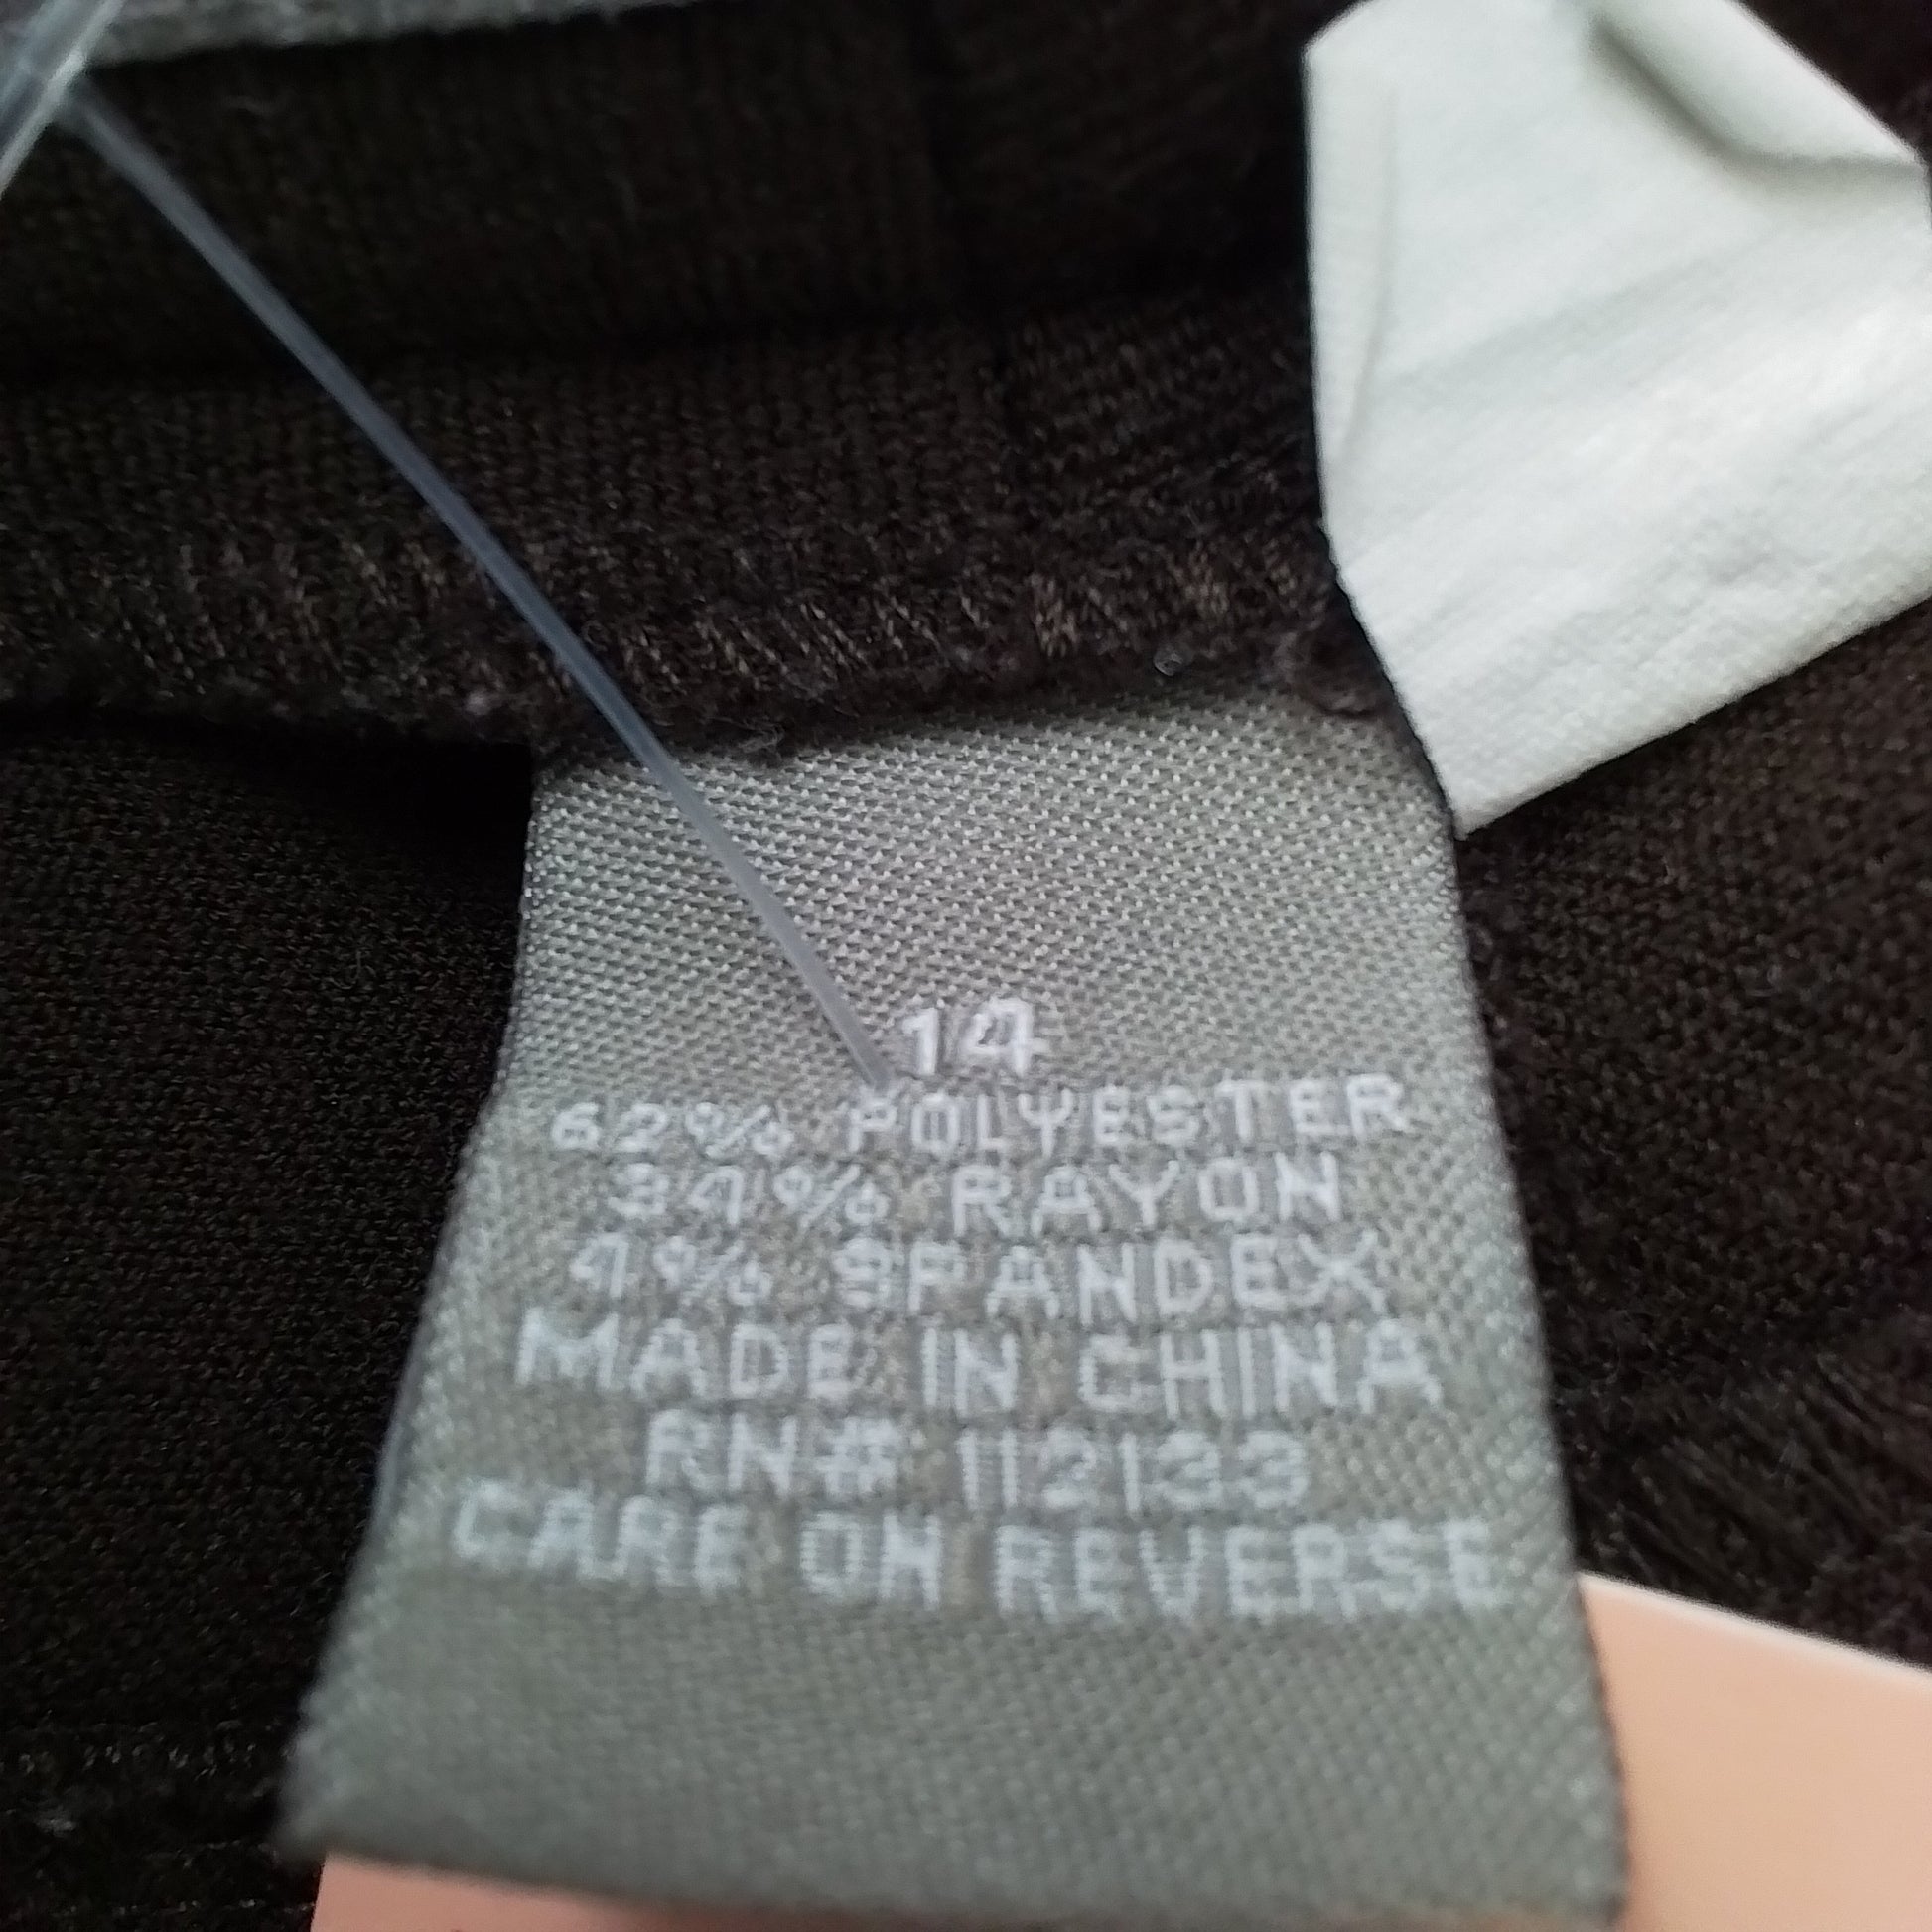 14
62% POLYESTER
34% RAYON
4% SPANDEX
MADE IN CHINA
RN# 112133
CARE ON REVERSE